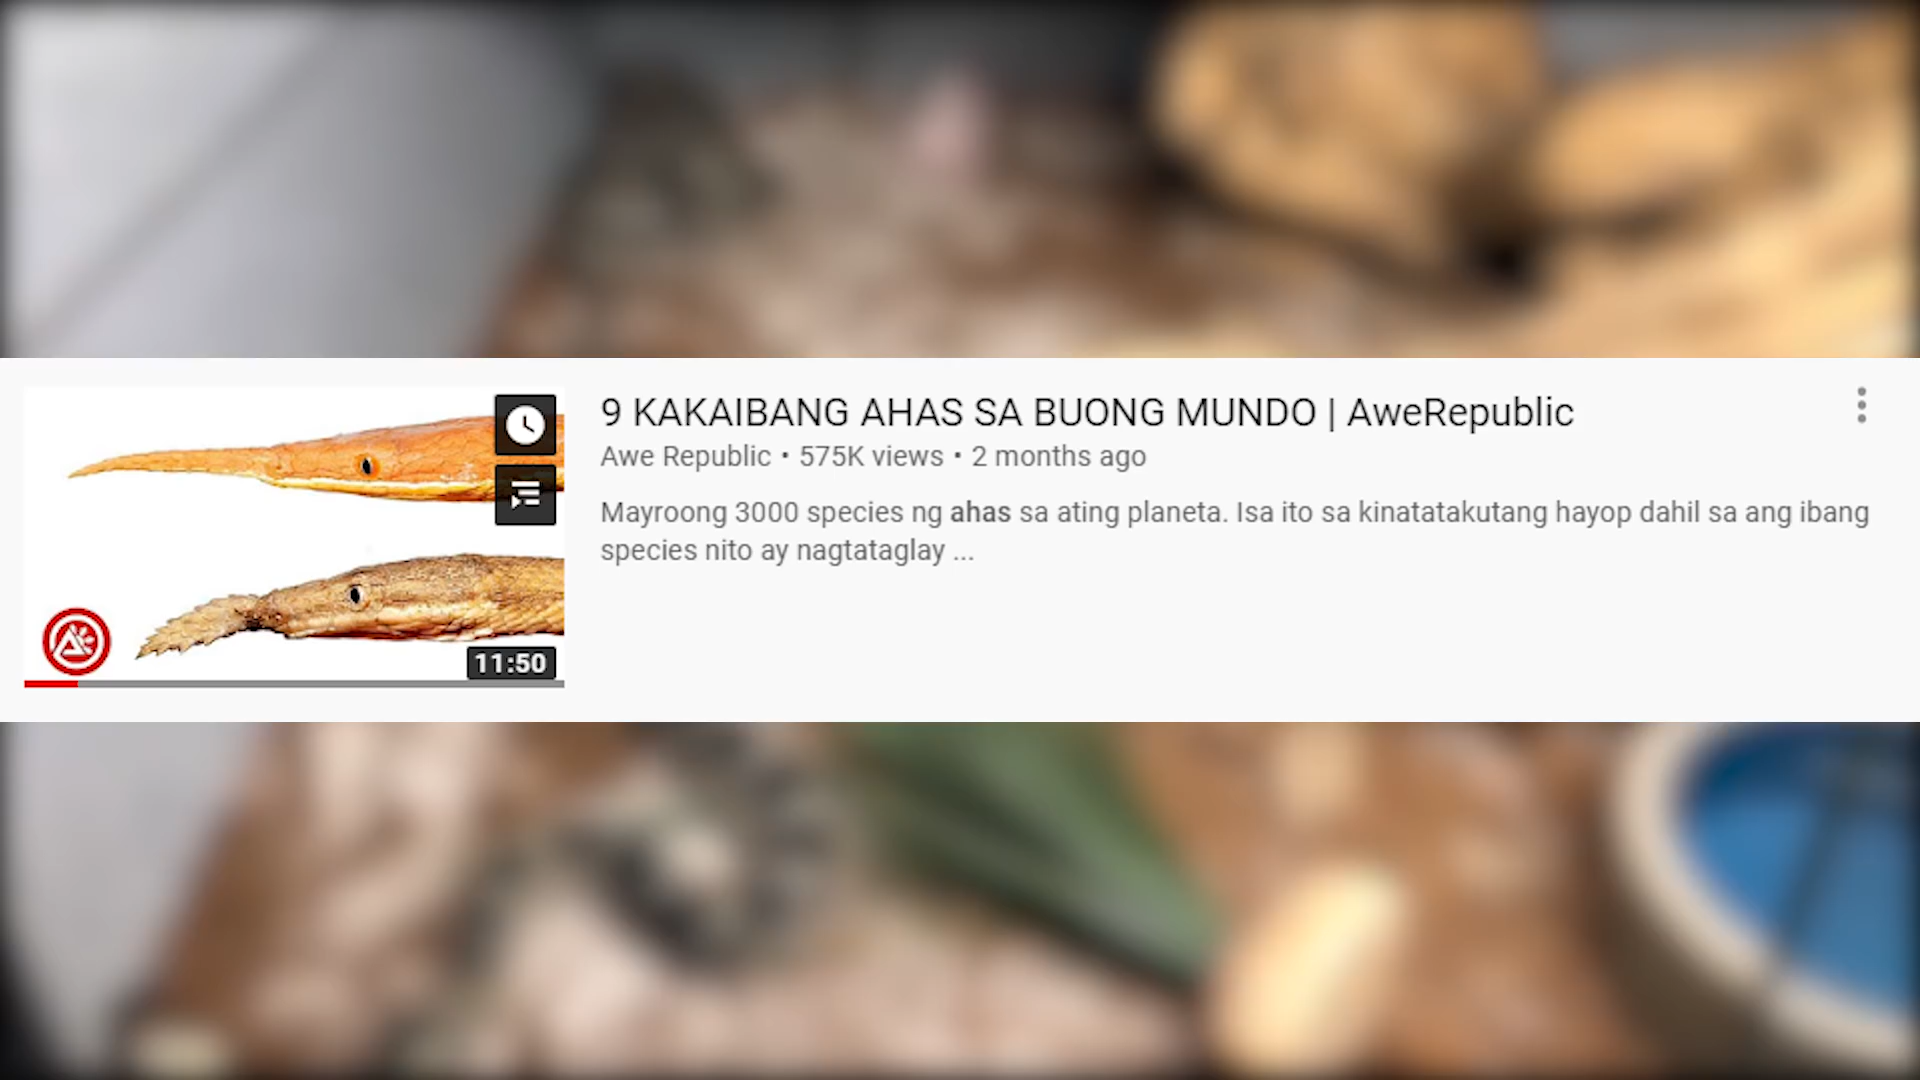 9 KAKAIBANG AHAS SA BUONG MUNDO | AweRepublic
Awe Republic • 575K views • 2 months ago
Mayroong 3000 species ng ahas sa ating planeta. Isa ito sa kinatatakutang hayop dahil sa ang ibang
species nito ay nagtataglay ...
11:50